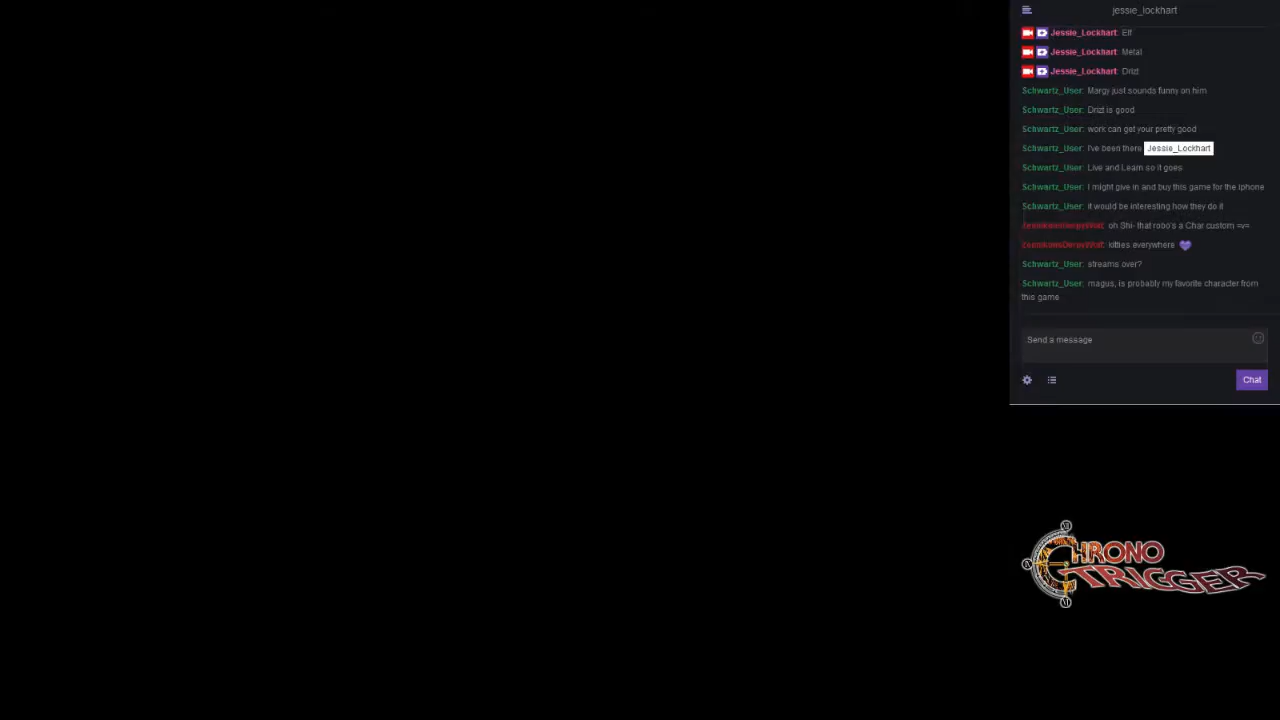 jessie_lockhart
Jessie_Lockhart: Elf
Jessie_Lockhart: Metal
Jessie_Lockhart: Drizt
Schwartz_User: Margy just sounds funny on him
Schwartz_User: Drizt is good
Schwartz_User: work can get your pretty good
Schwartz_User: I've been there Jessie_Lockhart
Schwartz_User: Live and Learn so it goes
Schwartz_User: I might give in and buy this game for the Iphone
Schwartz_User: it would be interesting how they do it
oh Shi- that robo's a Char custom =v=
kitties everywhere 💜
Schwartz_User: streams over?
Schwartz_User: magus, is probably my favorite character from
this game
Send a message
Chat
CHRONO
TRIGGER